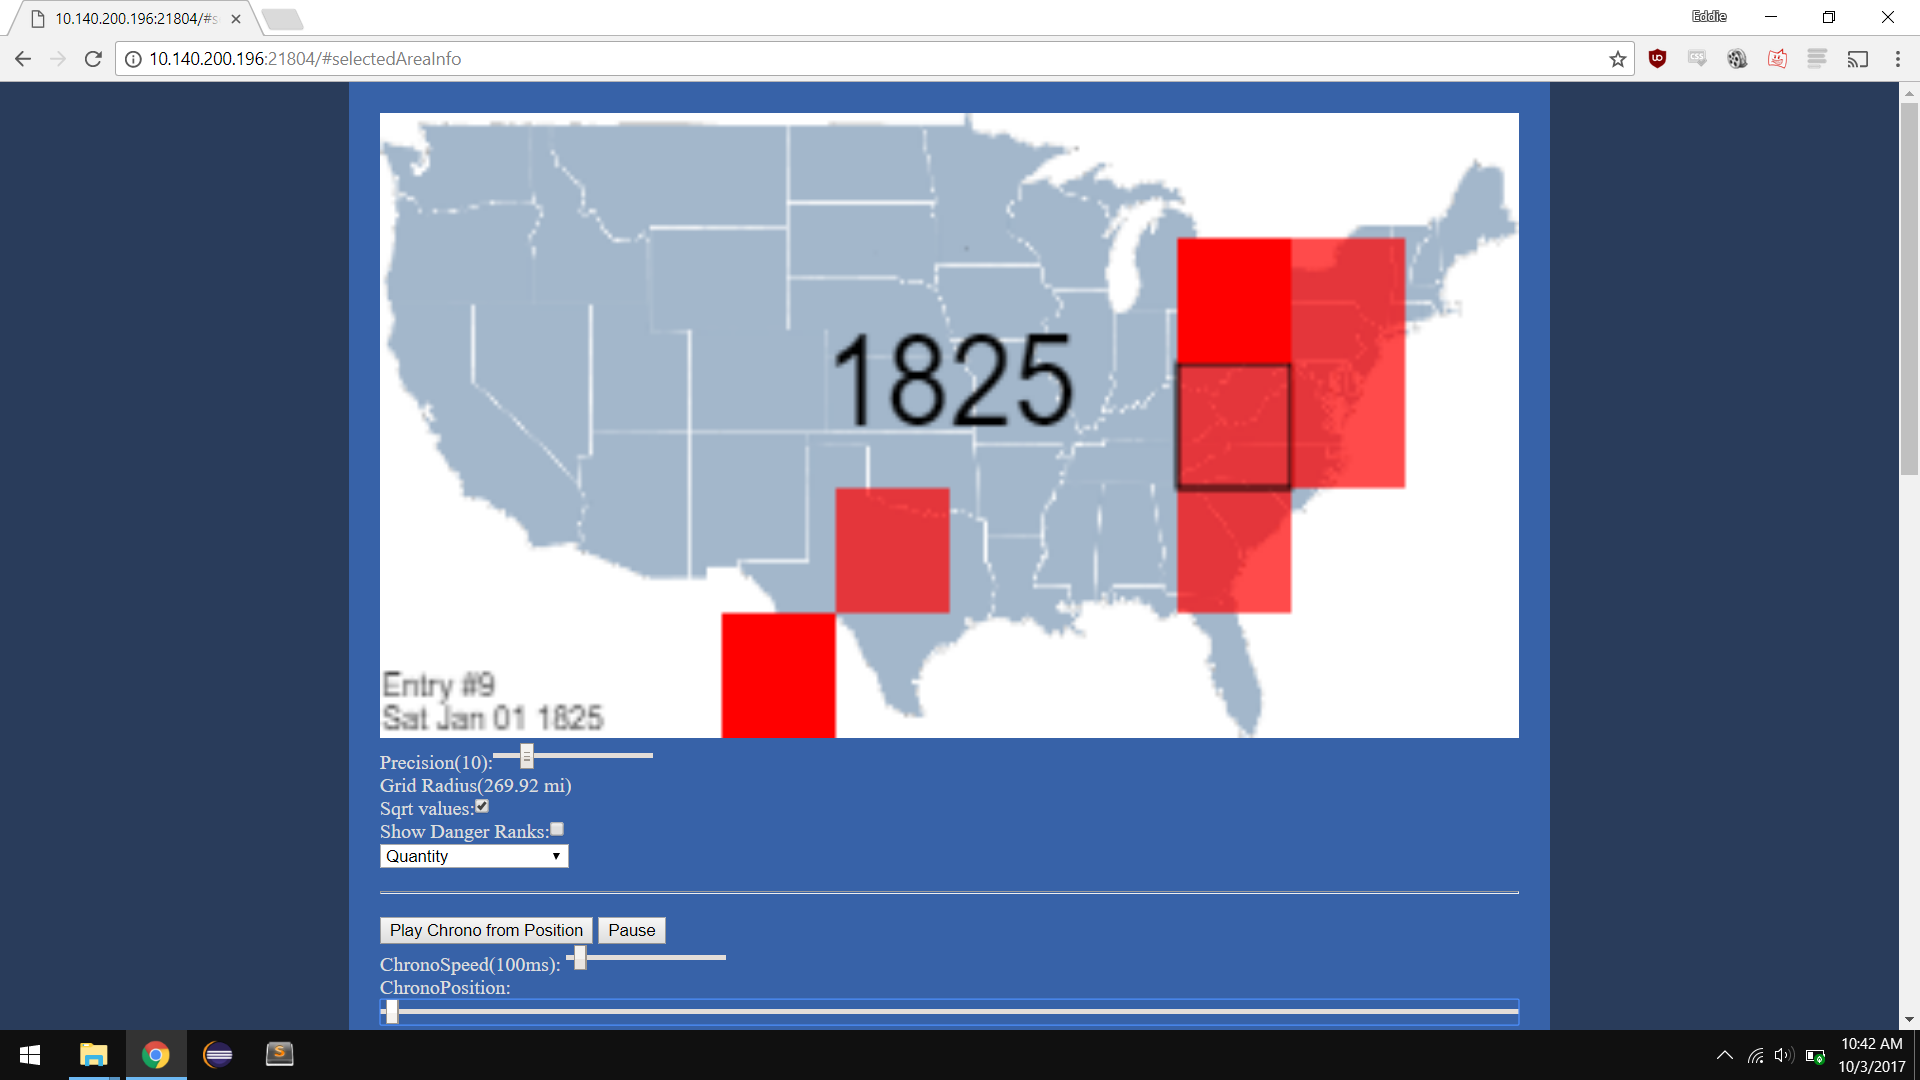 10.140.200.196:21804/#s
Eddie
10.140.200.196:21804/#selectedAreaInfo
1825
Entry #9
Sat Jan 01 1825
Precision(10):
Grid Radius(269.92 mi)
Sqrt values:
Show Danger Ranks:
Quantity
Play Chrono from Position Pause
ChronoSpeed(100ms):
ChronoPosition:
10:42 AM
10/3/2017